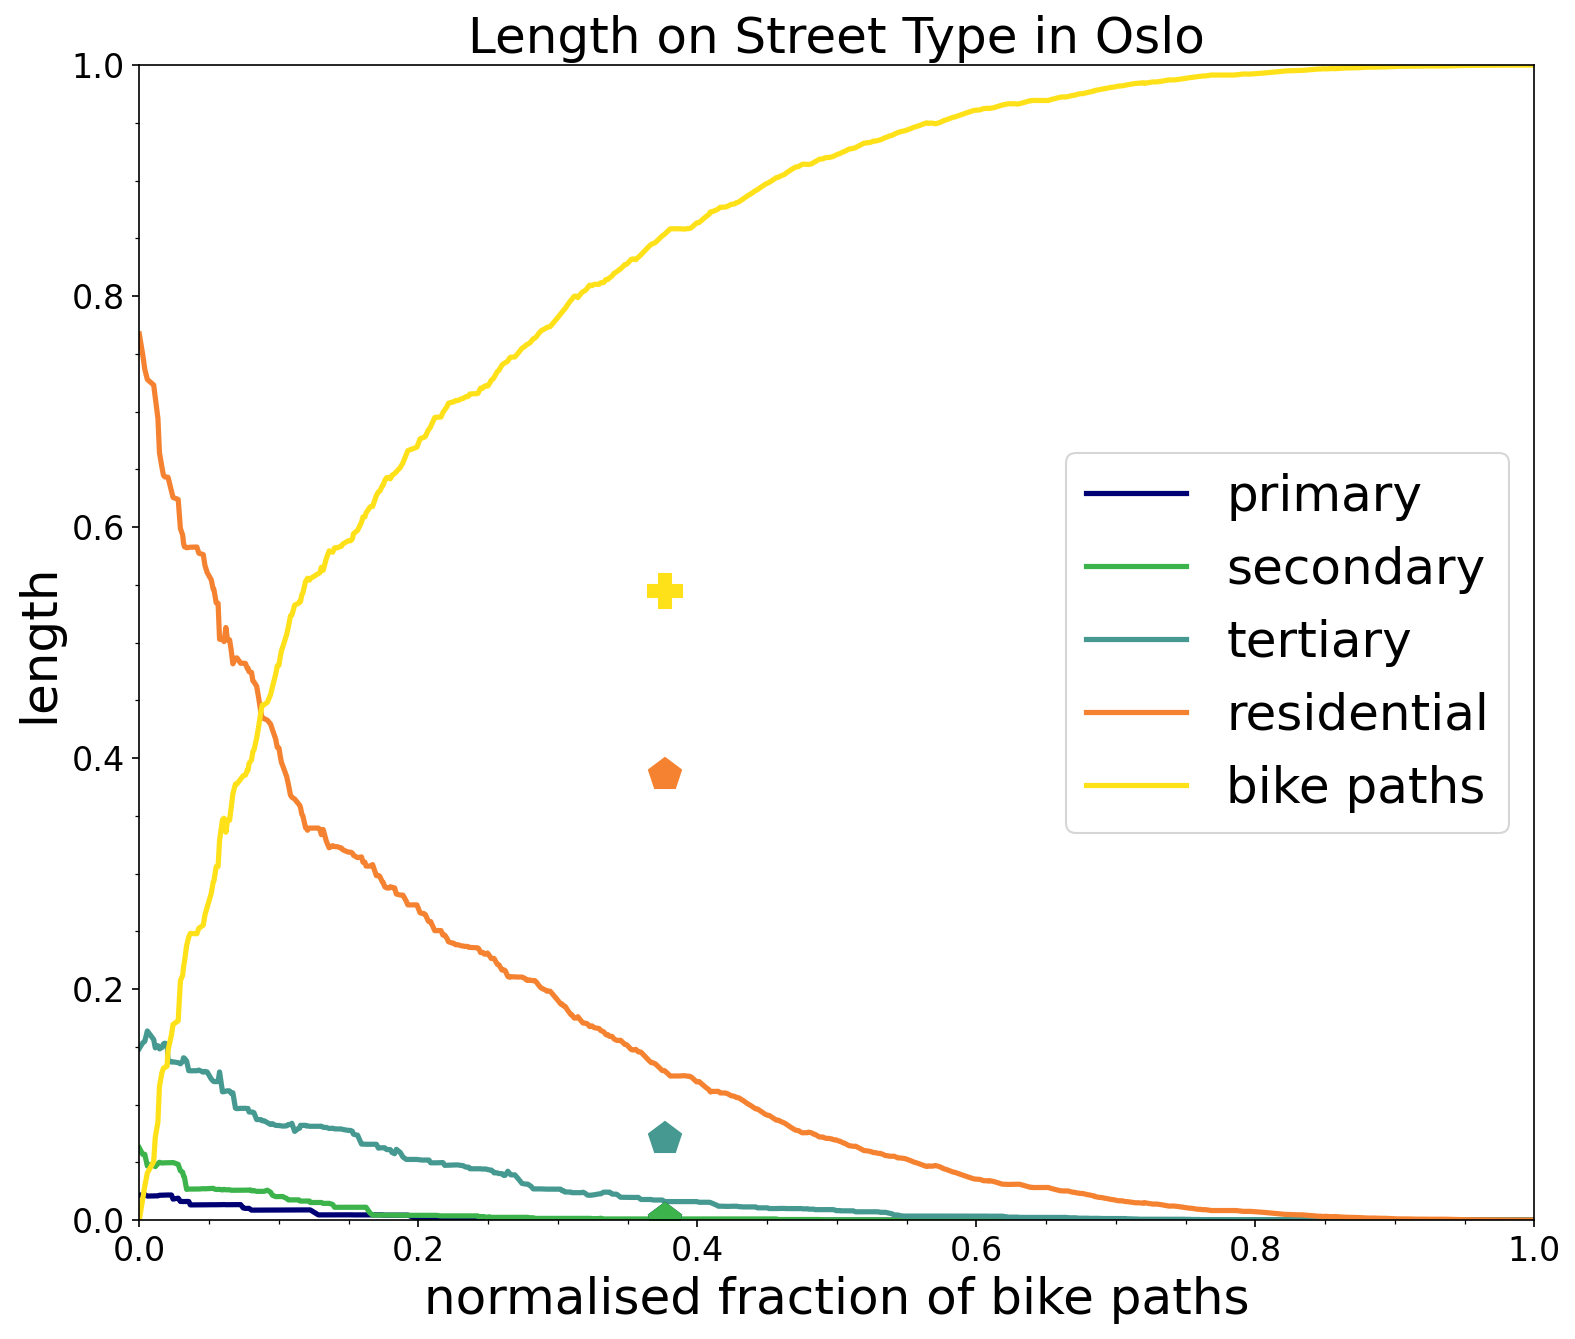 Length on Street Type in Oslo
1.0
0.8
0.6
0.4
0.2
0.0
length
primary
secondary
tertiary
residential
bike paths
0.0 0.2 0.4 0.6 0.8 1.0
normalised fraction of bike paths